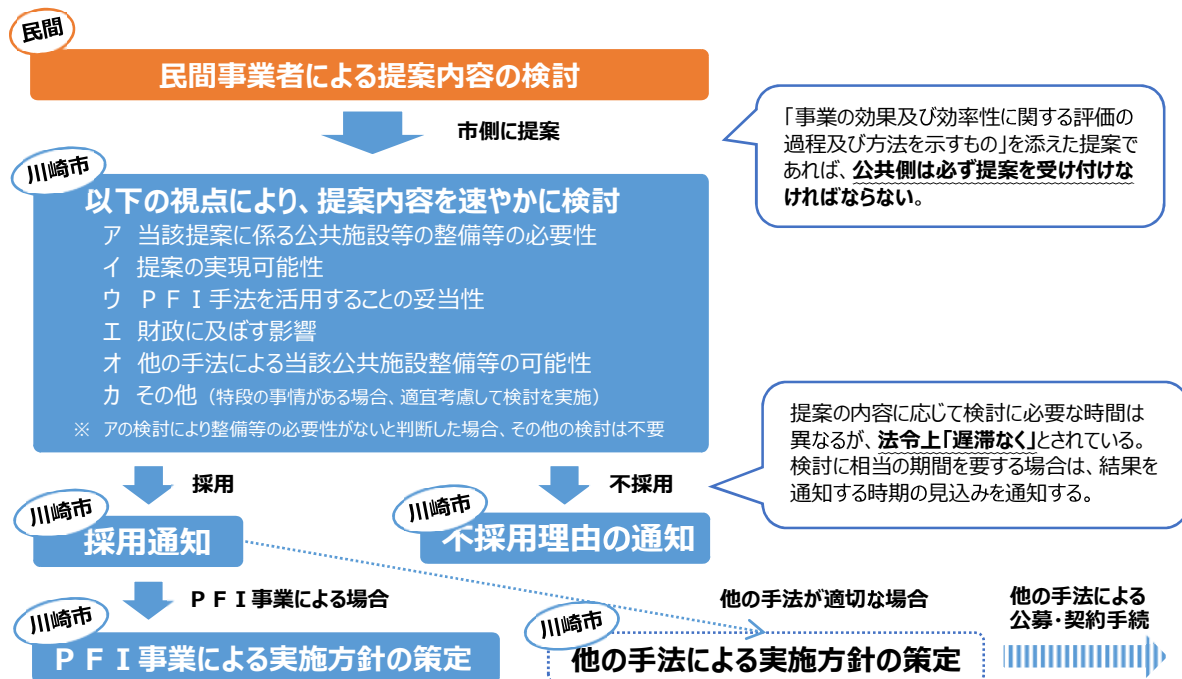 民間
民間事業者による提案内容の検討
市側に提案
「事業の効果及び効率性に関する評価の
過程及び方法を示すもの」を添えた提案で
あれば、公共側は必ず提案を受け付けな
ければならない。
川崎市
以下の視点により、提案内容を速やかに検討
ア 当該提案に係る公共施設等の整備等の必要性
イ 提案の実現可能性
ウ ＰＦＩ手法を活用することの妥当性
エ 財政に及ぼす影響
オ 他の手法による当該公共施設整備等の可能性
カ その他（特段の事情がある場合、適宜考慮して検討を実施）
※ アの検討により整備等の必要性がないと判断した場合、その他の検討は不要
提案の内容に応じて検討に必要な時間は
異なるが、法令上「遅滞なく」とされている。
検討に相当の期間を要する場合は、結果を
通知する時期の見込みを通知する。
採用
不採用
川崎市
採用通知
川崎市
不採用理由の通知
ＰＦＩ事業による場合
他の手法が適切な場合
他の手法による
公募・契約手続
川崎市
ＰＦＩ事業による実施方針の策定
川崎市
他の手法による実施方針の策定